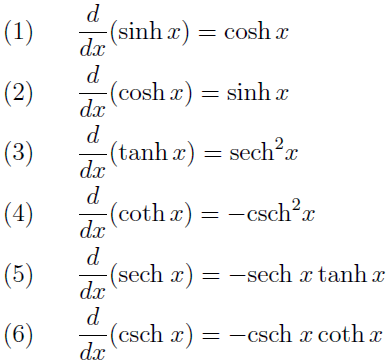 (1) d/dx (sinh x) = cosh x
(2) d/dx (cosh x) = sinh x
(3) d/dx (tanh x) = sech²x
(4) d/dx (coth x) = −csch²x
(5) d/dx (sech x) = −sech x tanh x
(6) d/dx (csch x) = −csch x coth x